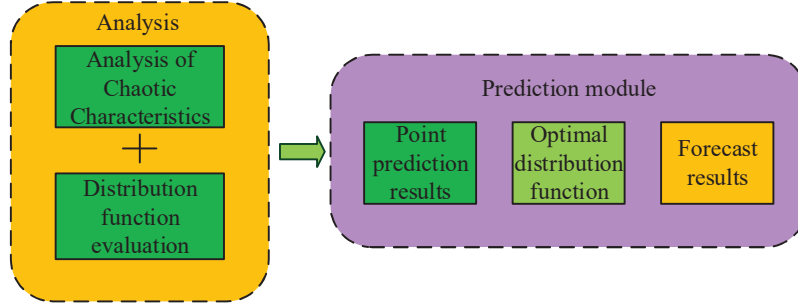 Analysis
Analysis of
Chaotic
Characteristics
+
Distribution
function
evaluation
Prediction module
Point
prediction
results
Optimal
distribution
function
Forecast
results